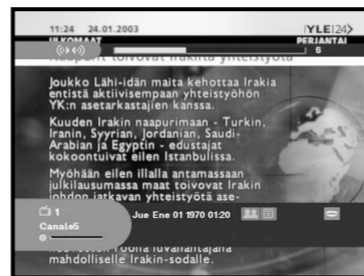 11:24 24.01.2003 YLE24
ULKOMAAT PERJANTAI
6
Naapurit toivovat Irakilta yhteistyötä
Joukko Lähi-idän maita kehottaa Irakia
entistä aktiivisempaan yhteistyöhön
YK:n asetarkastajien kanssa.
Kuuden Irakin naapurimaan - Turkin,
Iranin, Syyrian, Jordanian, Saudi-
Arabian ja Egyptin - edustajat
kokoontuivat eilen Istanbulissa.
Myöhään eilen illalla antamassaan
julkilausumassa maat toivovat Irakin
johdon jatkavan yhteistyötä ase-
1
Jue Ene 01 1970 01:20
Canale5
luvanantajana
mahdolliselle Irakin-sodalle.